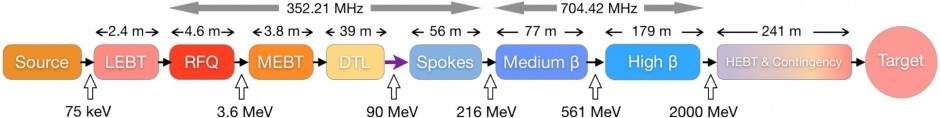 352.21 MHz 704.42 MHz
2.4 m 4.6 m 3.8 m 39 m 56 m 77 m 179 m 241 m
Source LEBT RFQ MEBT DTL Spokes Medium β High β HEBT & Contingency Target
75 keV 3.6 MeV 90 MeV 216 MeV 561 MeV 2000 MeV